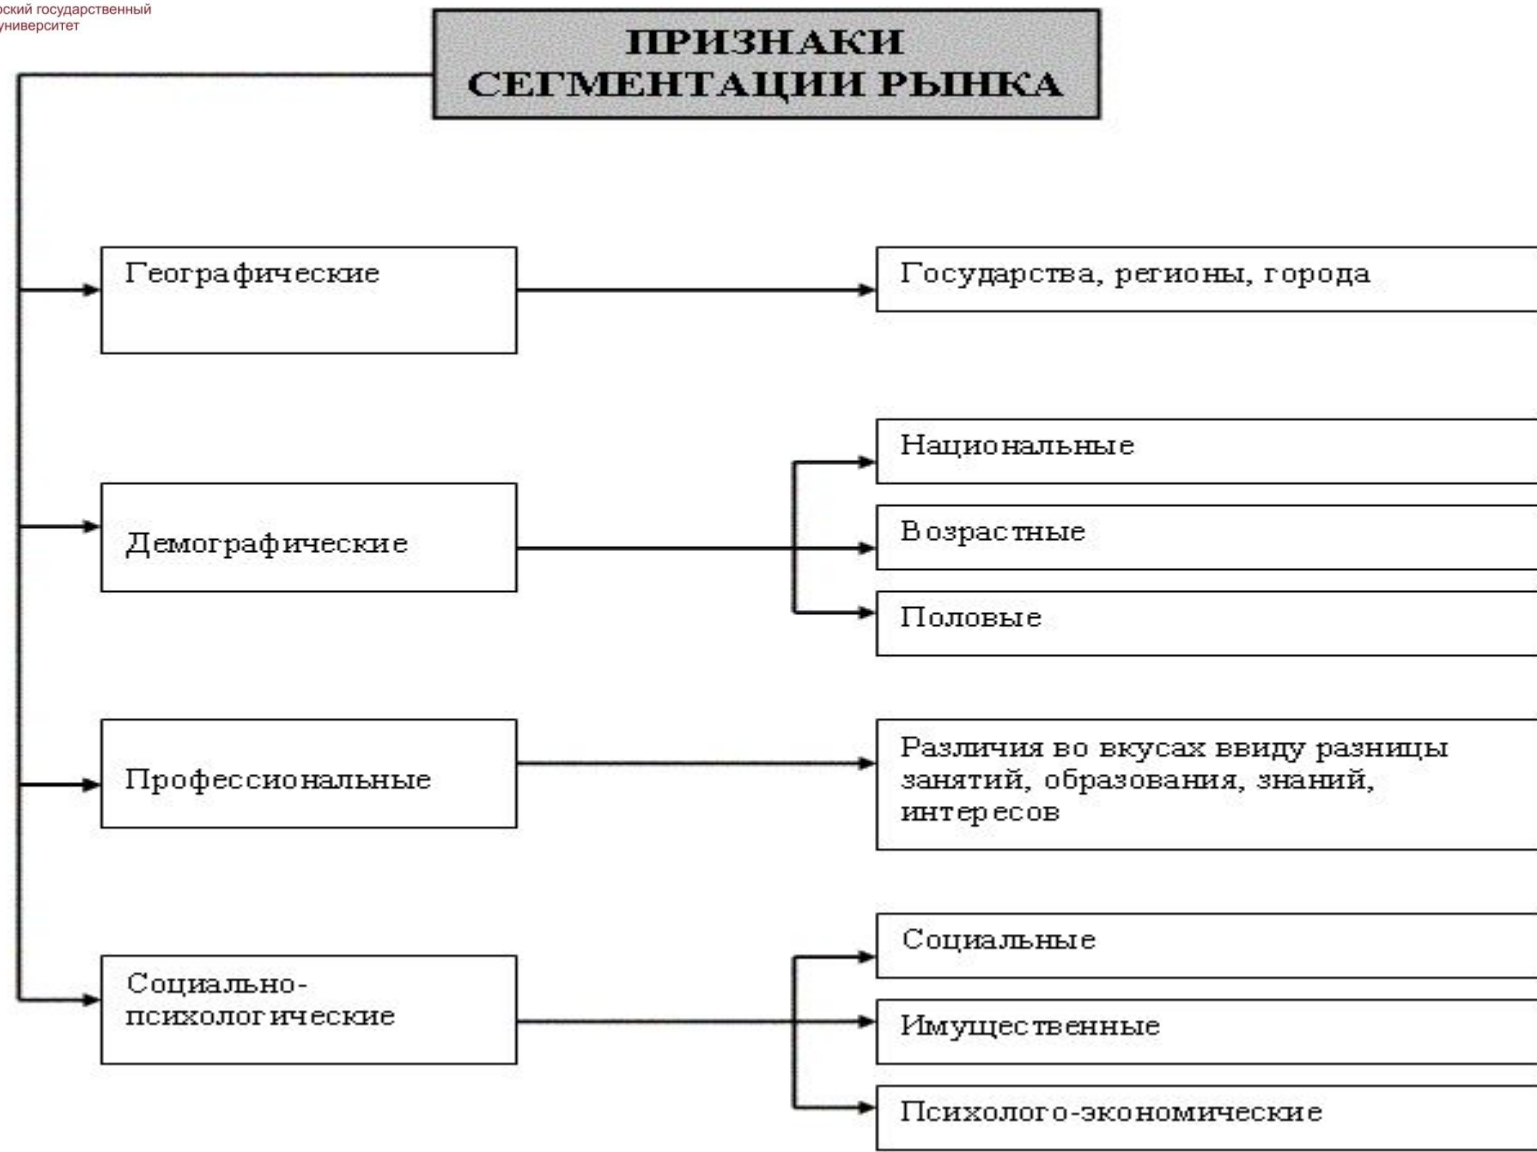 государственный
университет
ПРИЗНАКИ
СЕГМЕНТАЦИИ РЫНКА
Географические
Государства, регионы, города
Демографические
Национальные
Возрастные
Половые
Профессиональные
Различия во вкусах ввиду разницы
занятий, образования, знаний,
интересов
Социально-
психологические
Социальные
Имущественные
Психолого-экономические